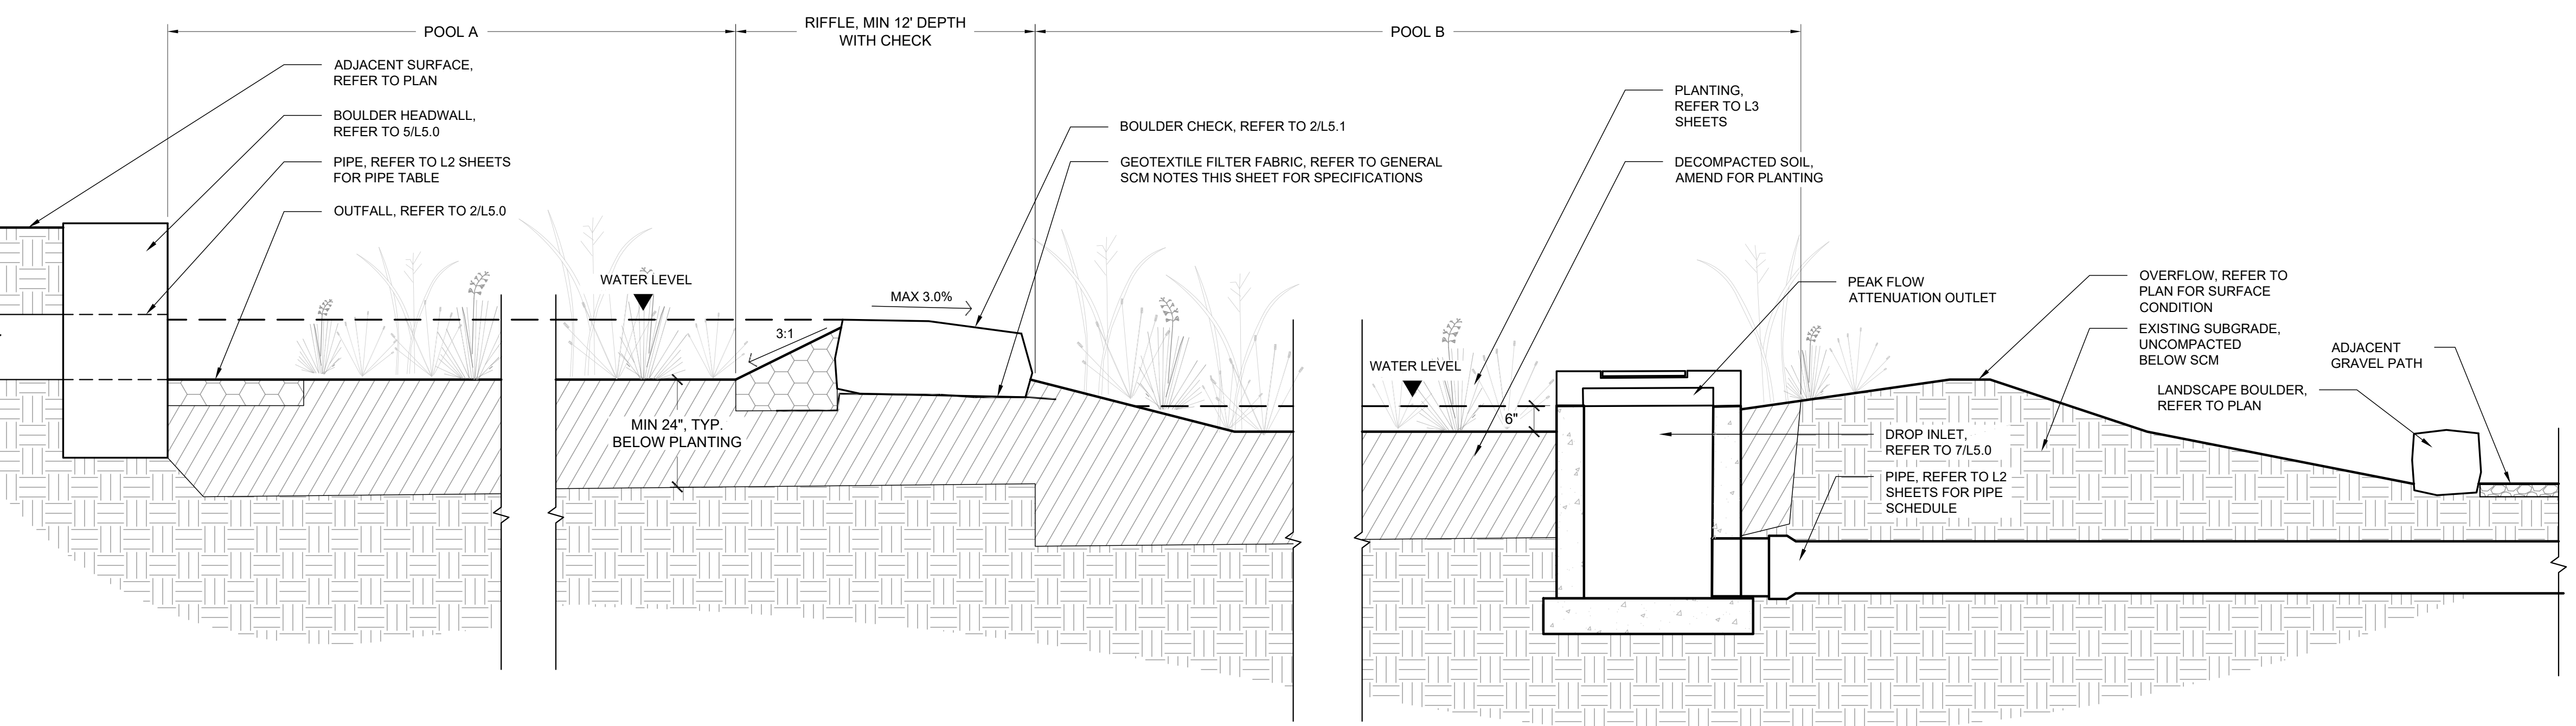 POOL A
RIFFLE, MIN 12' DEPTH
WITH CHECK
POOL B
ADJACENT SURFACE,
REFER TO PLAN
BOULDER HEADWALL,
REFER TO 5/L5.0
PIPE, REFER TO L2 SHEETS
FOR PIPE TABLE
OUTFALL, REFER TO 2/L5.0
WATER LEVEL
MAX 3.0%
3:1
MIN 24", TYP.
BELOW PLANTING
BOULDER CHECK, REFER TO 2/L5.1
GEOTEXTILE FILTER FABRIC, REFER TO GENERAL
SCM NOTES THIS SHEET FOR SPECIFICATIONS
PLANTING,
REFER TO L3
SHEETS
DECOMPACTED SOIL,
AMEND FOR PLANTING
WATER LEVEL
6"
PEAK FLOW
ATTENUATION OUTLET
DROP INLET,
REFER TO 7/L5.0
PIPE, REFER TO L2
SHEETS FOR PIPE
SCHEDULE
OVERFLOW, REFER TO
PLAN FOR SURFACE
CONDITION
EXISTING SUBGRADE,
UNCOMPACTED
BELOW SCM
ADJACENT
GRAVEL PATH
LANDSCAPE BOULDER,
REFER TO PLAN